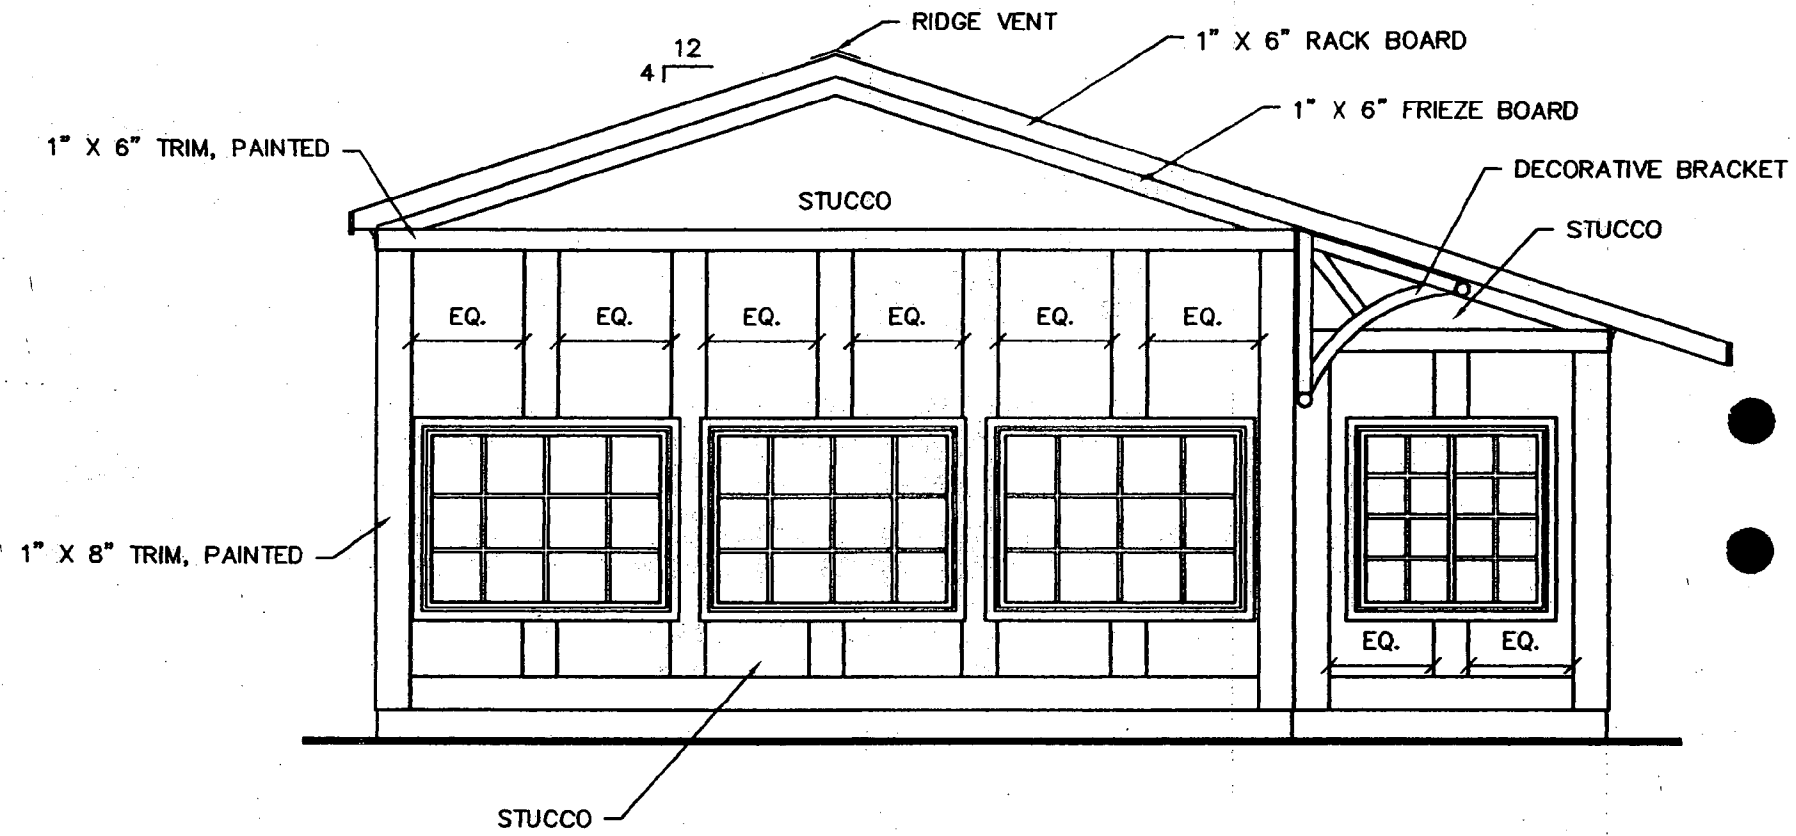 RIDGE VENT
12
4
1" X 6" RACK BOARD
1" X 6" FRIEZE BOARD
1" X 6" TRIM, PAINTED
DECORATIVE BRACKET
STUCCO
STUCCO
EQ.
EQ.
EQ.
EQ.
EQ.
EQ.
1" X 8" TRIM, PAINTED
EQ.
EQ.
STUCCO